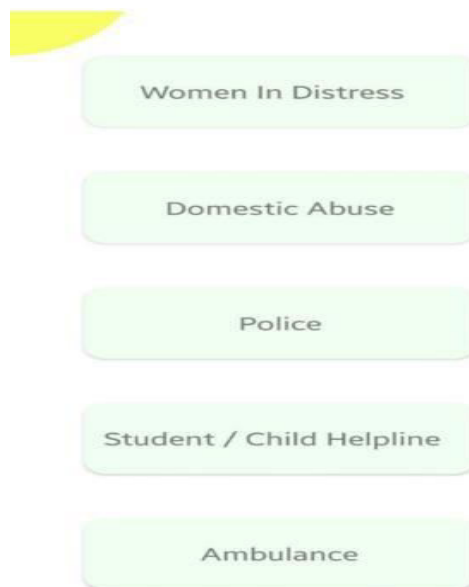 Women In Distress
Domestic Abuse
Police
Student / Child Helpline
Ambulance